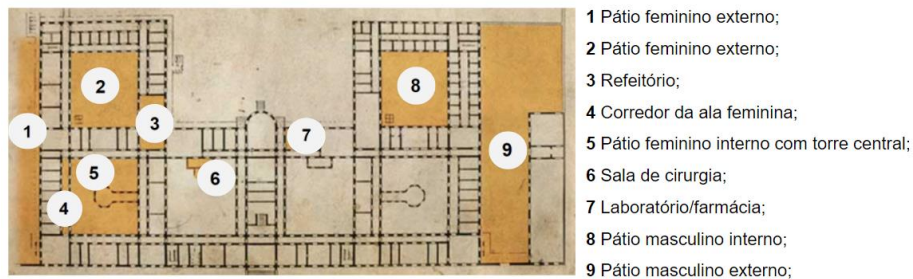 1 Pátio feminino externo;
2 Pátio feminino externo;
3 Refeitório;
4 Corredor da ala feminina;
5 Pátio feminino interno com torre central;
6 Sala de cirurgia;
7 Laboratório/farmácia;
8 Pátio masculino interno;
9 Pátio masculino externo;
2
8
1
3
7
9
5
6
4